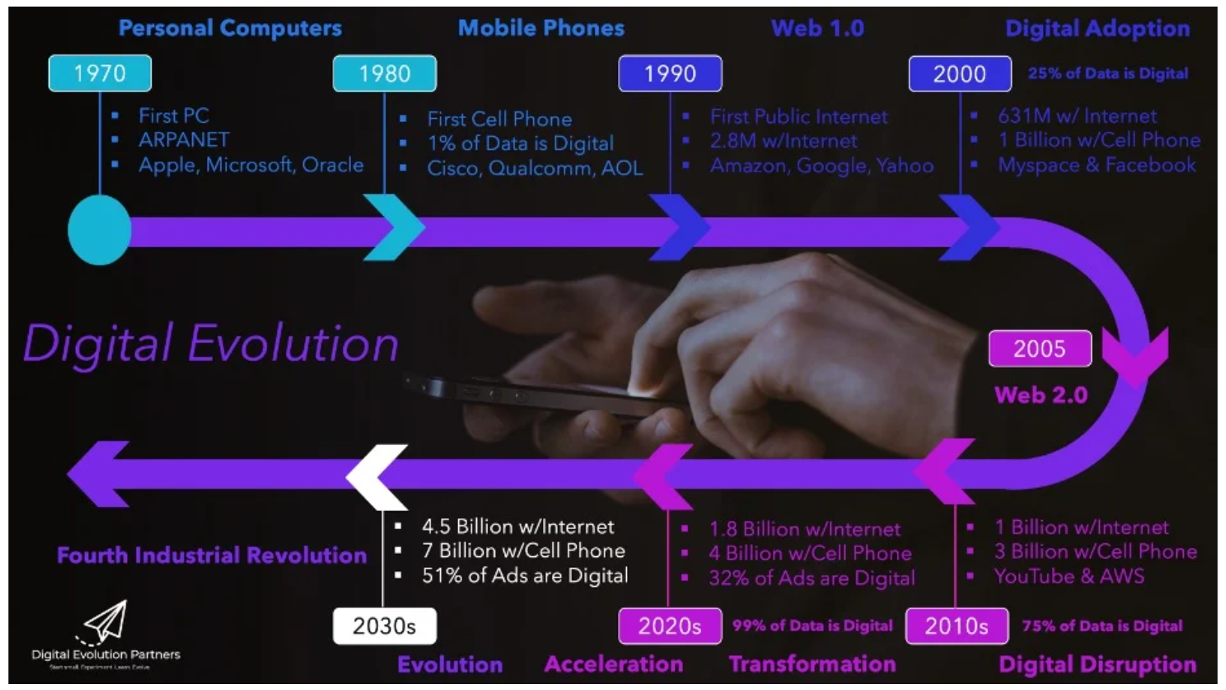 Personal Computers
Mobile Phones
Web 1.0
Digital Adoption
1970
1980
1990
2000
25% of Data is Digital
▪ First PC
▪ ARPANET
▪ Apple, Microsoft, Oracle
▪ First Cell Phone
▪ 1% of Data is Digital
▪ Cisco, Qualcomm, AOL
▪ First Public Internet
▪ 2.8M w/Internet
▪ Amazon, Google, Yahoo
▪ 631M w/ Internet
▪ 1 Billion w/Cell Phone
▪ Myspace & Facebook
Digital Evolution
2005
Web 2.0
▪ 1 Billion w/Internet
▪ 3 Billion w/Cell Phone
▪ YouTube & AWS
2010s
75% of Data is Digital
Digital Disruption
▪ 1.8 Billion w/Internet
▪ 4 Billion w/Cell Phone
▪ 32% of Ads are Digital
2020s
99% of Data is Digital
Acceleration
Transformation
▪ 4.5 Billion w/Internet
▪ 7 Billion w/Cell Phone
▪ 51% of Ads are Digital
2030s
Evolution
Fourth Industrial Revolution
Digital Evolution Partners
Start small. Experiment. Learn. Evolve.